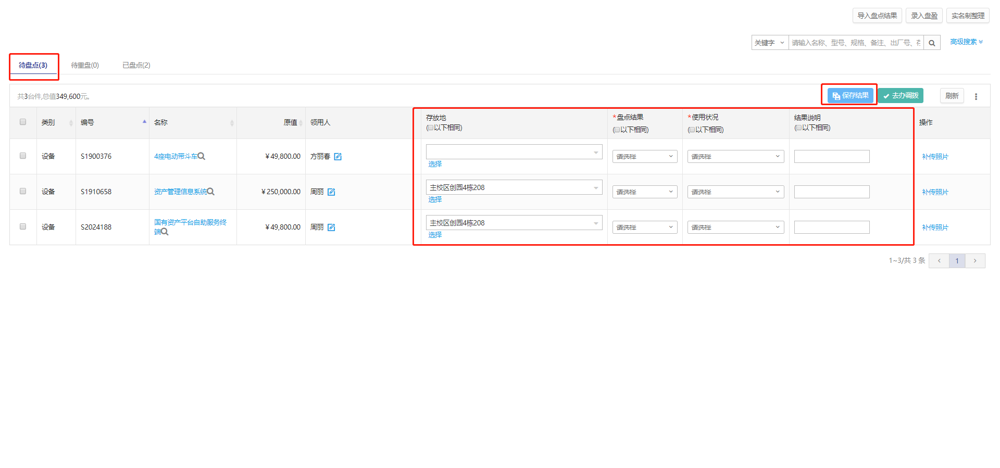 导入盘点结果 录入盘盈 实名制整理
关键字 请输入名称、型号、规格、备注、出厂号、存 高级搜索
待盘点(3) 待重盘(0) 已盘点(2)
共3台件,总值349,600元。 保存结果 去办调拨 刷新
类别 编号 名称 原值 领用人 存放地 *盘点结果 *使用状况 结果说明 操作
(以下相同) (以下相同) (以下相同) (以下相同)
设备 S1900376 4座电动带斗车 ￥49,800.00 方丽春 请选择 请选择 补传照片
选择
设备 S1910658 资产管理信息系统 ￥250,000.00 周丽 主校区创园4栋208 请选择 请选择 补传照片
选择
设备 S2024188 国有资产平台自助服务终 ￥49,800.00 周丽 主校区创园4栋208 请选择 请选择 补传照片
端 选择
1~3/共 3 条 1